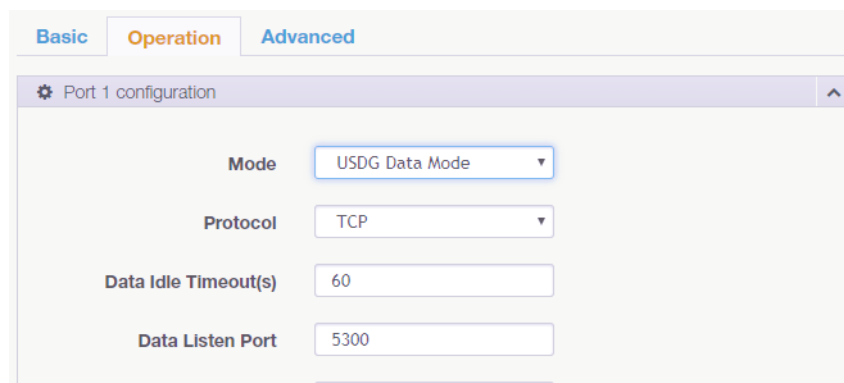 Basic Operation Advanced
Port 1 configuration
Mode USDG Data Mode
Protocol TCP
Data Idle Timeout(s) 60
Data Listen Port 5300